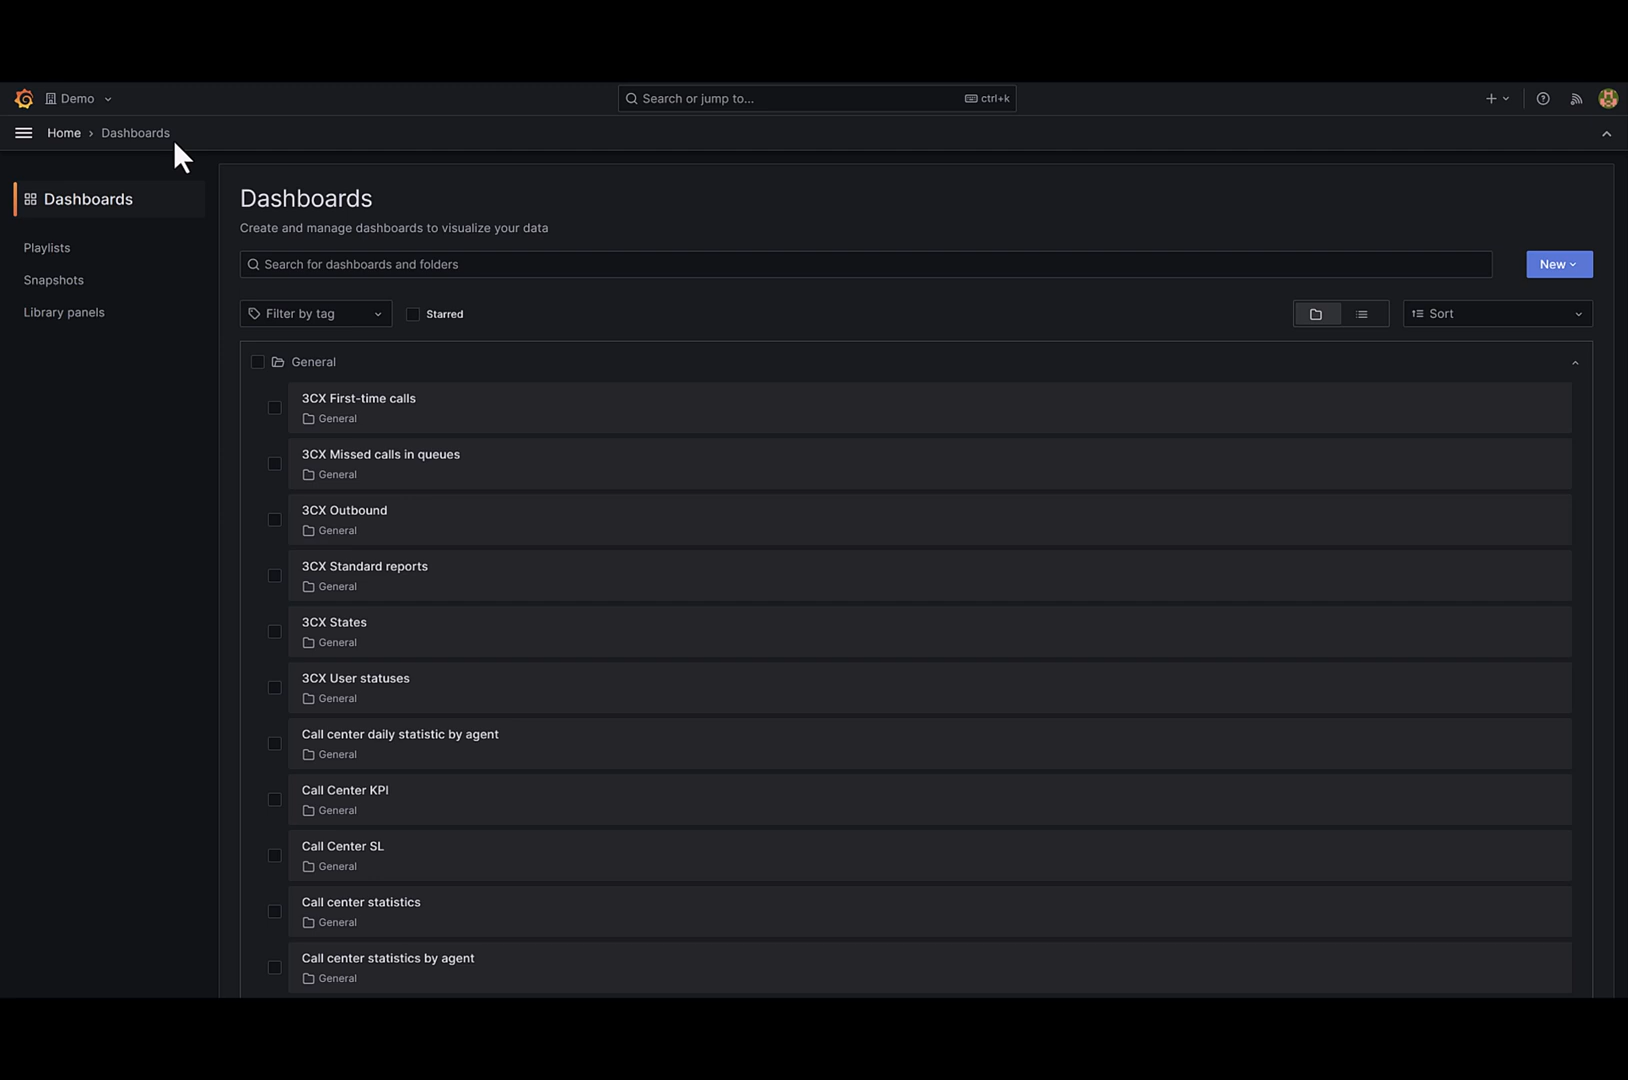 Demo
Search or jump to...
ctrl+k
Home › Dashboards
Dashboards
Playlists
Snapshots
Library panels
Dashboards
Create and manage dashboards to visualize your data
Search for dashboards and folders
New
Filter by tag
Starred
Sort
General
3CX First-time calls
General
3CX Missed calls in queues
General
3CX Outbound
General
3CX Standard reports
General
3CX States
General
3CX User statuses
General
Call center daily statistic by agent
General
Call Center KPI
General
Call Center SL
General
Call center statistics
General
Call center statistics by agent
General